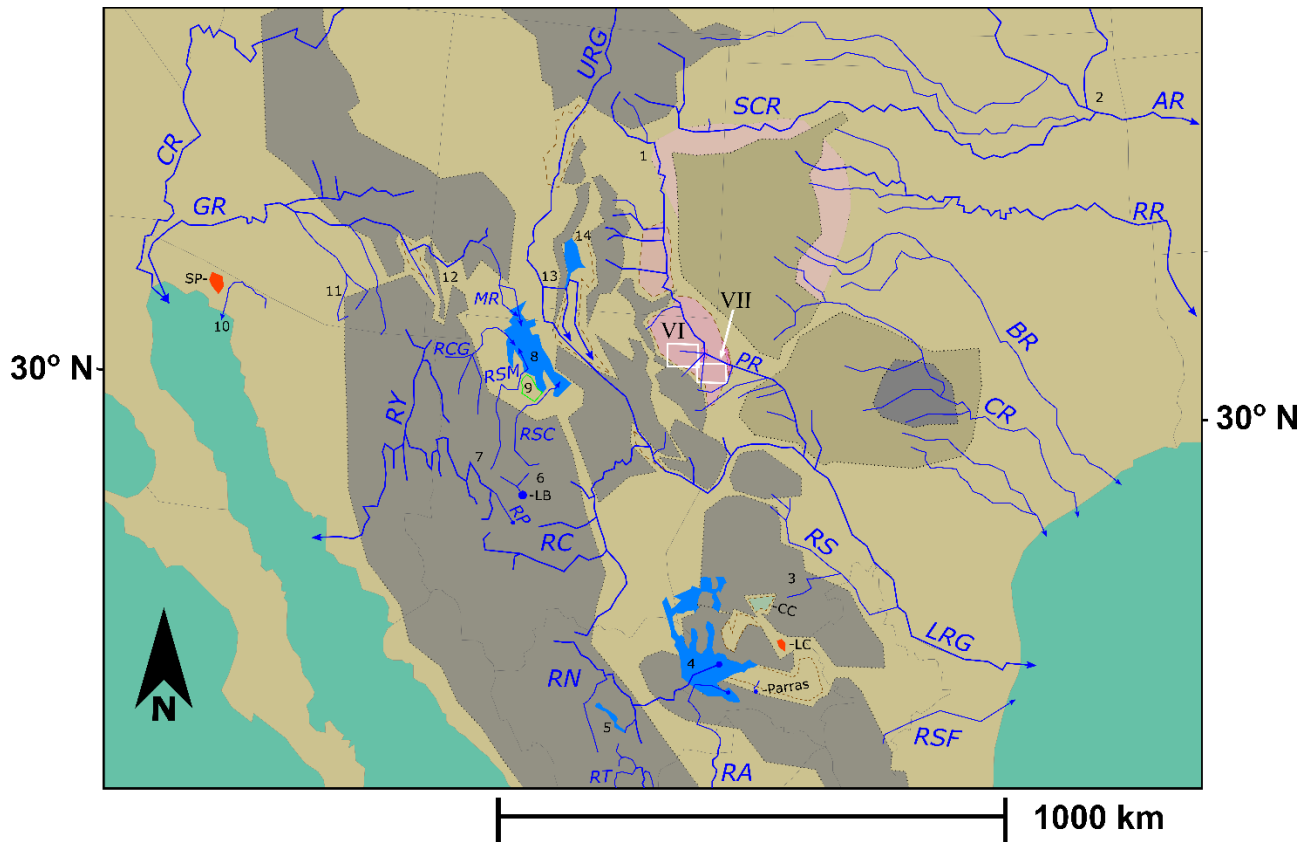 URG
SCR
2
AR
CR
1
GR
RR
14
SP-
12
13
11
10
MR
VII
VI
BR
30° N
RCG
8
PR
RSM
9
30° N
RY
CR
RSC
7
6
-LB
RP
RS
RC
3
-CC
LRG
-LC
4
RN
-Parras
5
RSF
N
RT
RA
1000 km